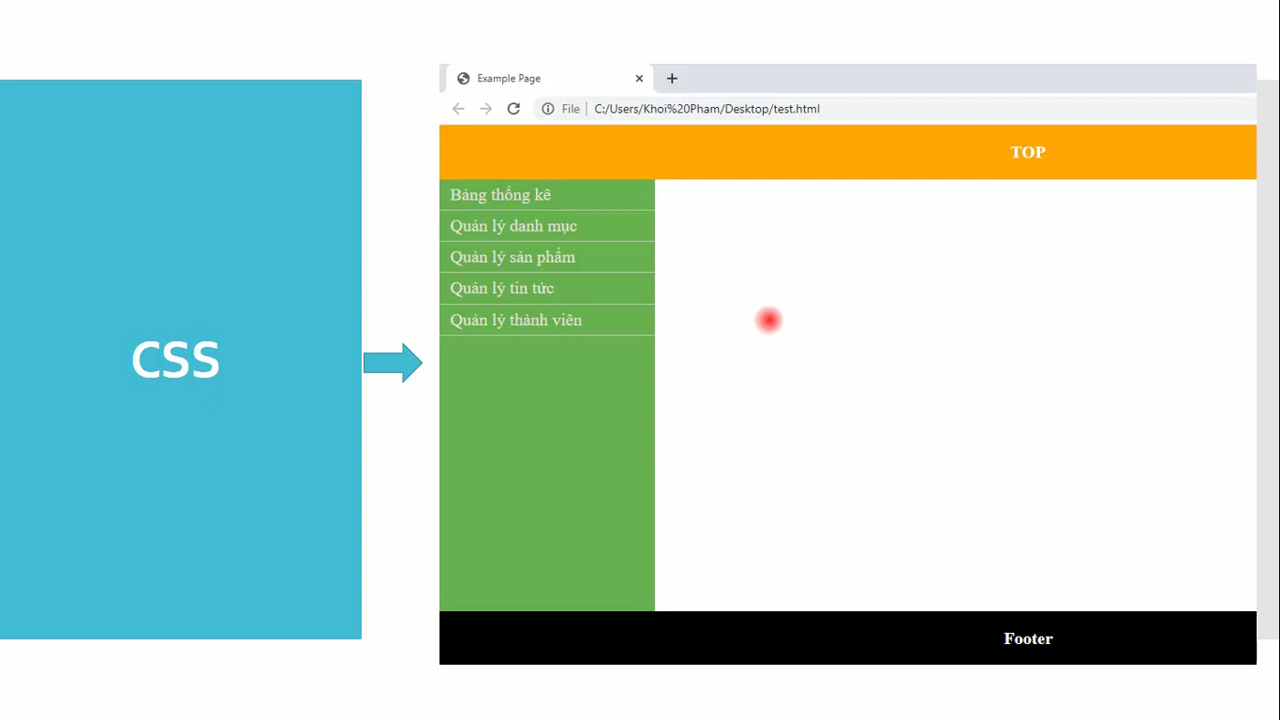 CSS
Example Page
File
C:/Users/Khoi%20Pham/Desktop/test.html
TOP
Bảng thống kê
Quản lý danh mục
Quản lý sản phẩm
Quản lý tin tức
Quản lý thành viên
Footer